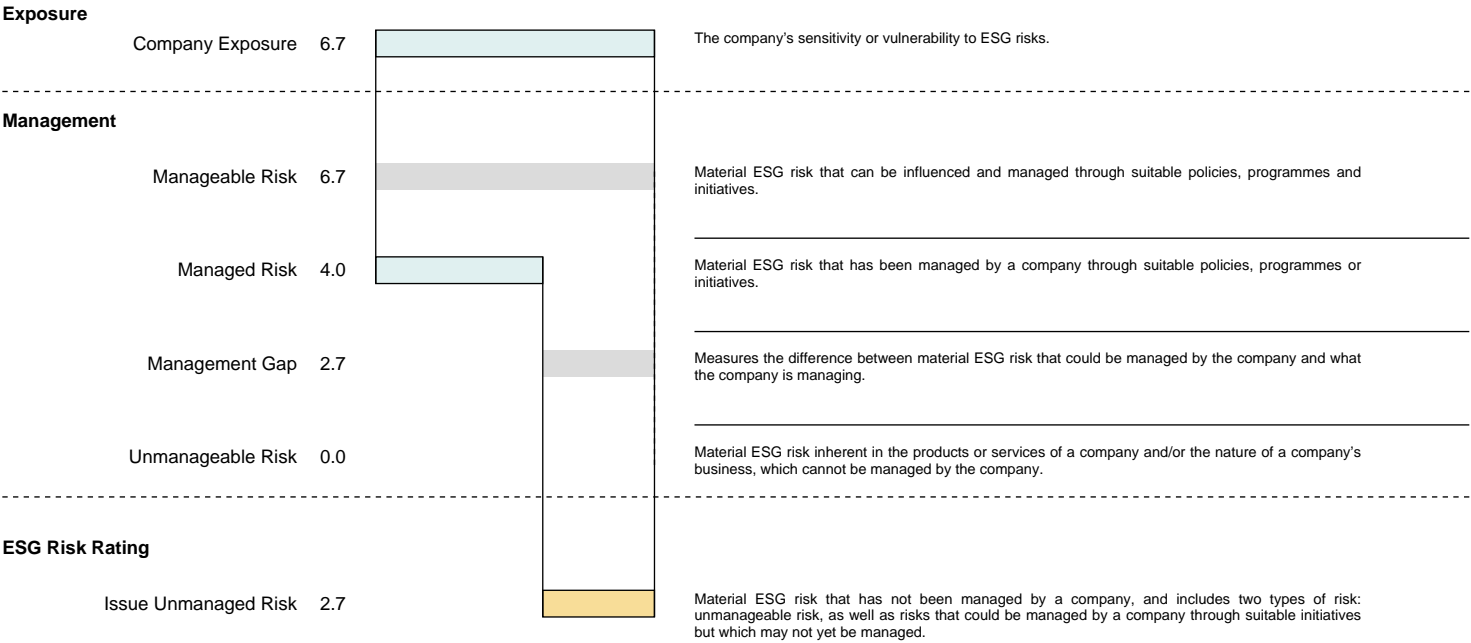 Exposure
Company Exposure 6.7
The company’s sensitivity or vulnerability to ESG risks.
Management
Manageable Risk 6.7
Material ESG risk that can be influenced and managed through suitable policies, programmes and
initiatives.
Managed Risk 4.0
Material ESG risk that has been managed by a company through suitable policies, programmes or
initiatives.
Management Gap 2.7
Measures the difference between material ESG risk that could be managed by the company and what
the company is managing.
Unmanageable Risk 0.0
Material ESG risk inherent in the products or services of a company and/or the nature of a company’s
business, which cannot be managed by the company.
ESG Risk Rating
Issue Unmanaged Risk 2.7
Material ESG risk that has not been managed by a company, and includes two types of risk:
unmanageable risk, as well as risks that could be managed by a company through suitable initiatives
but which may not yet be managed.